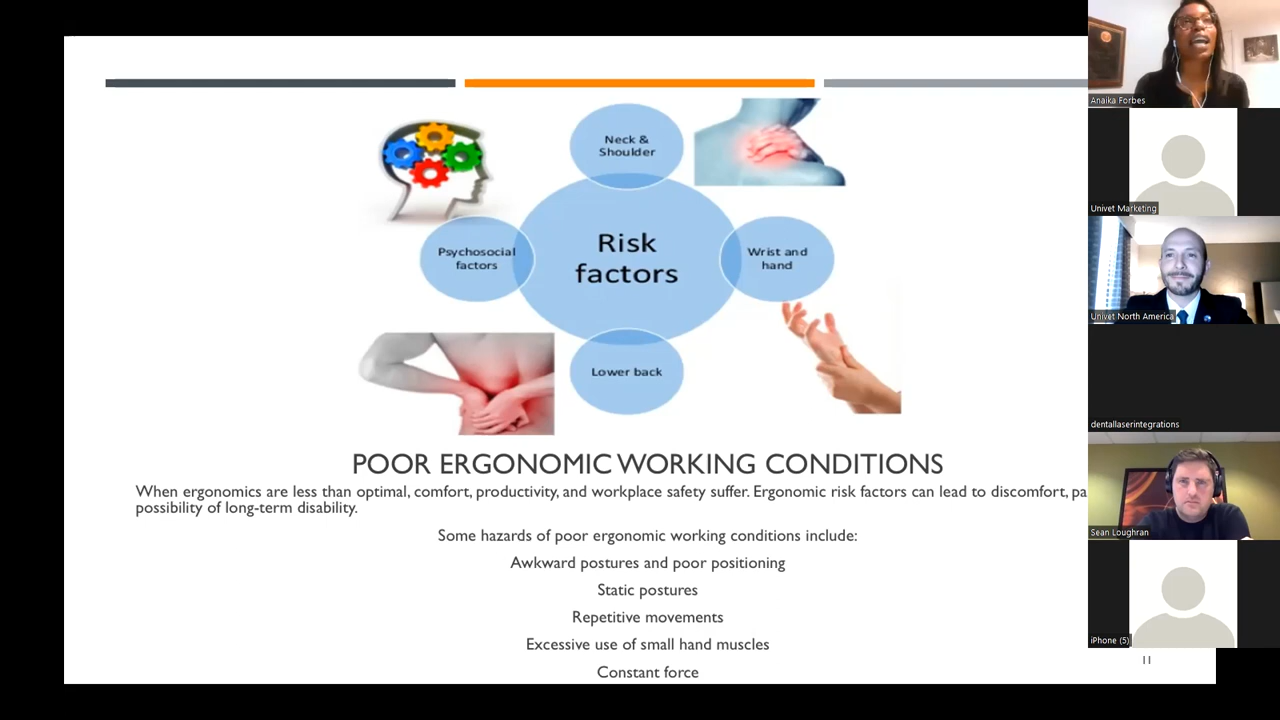 Neck &
Shoulder
Psychosocial
factors
Risk
factors
Wrist and
hand
Lower back
POOR ERGONOMIC WORKING CONDITIONS
When ergonomics are less than optimal, comfort, productivity, and workplace safety suffer. Ergonomic risk factors can lead to discomfort, pa
possibility of long-term disability.
Some hazards of poor ergonomic working conditions include:
Awkward postures and poor positioning
Static postures
Repetitive movements
Excessive use of small hand muscles
Constant force
11
Anaika Forbes
Univet Marketing
Univet North America
dentallaserintegrations
Sean Loughran
iPhone (5)